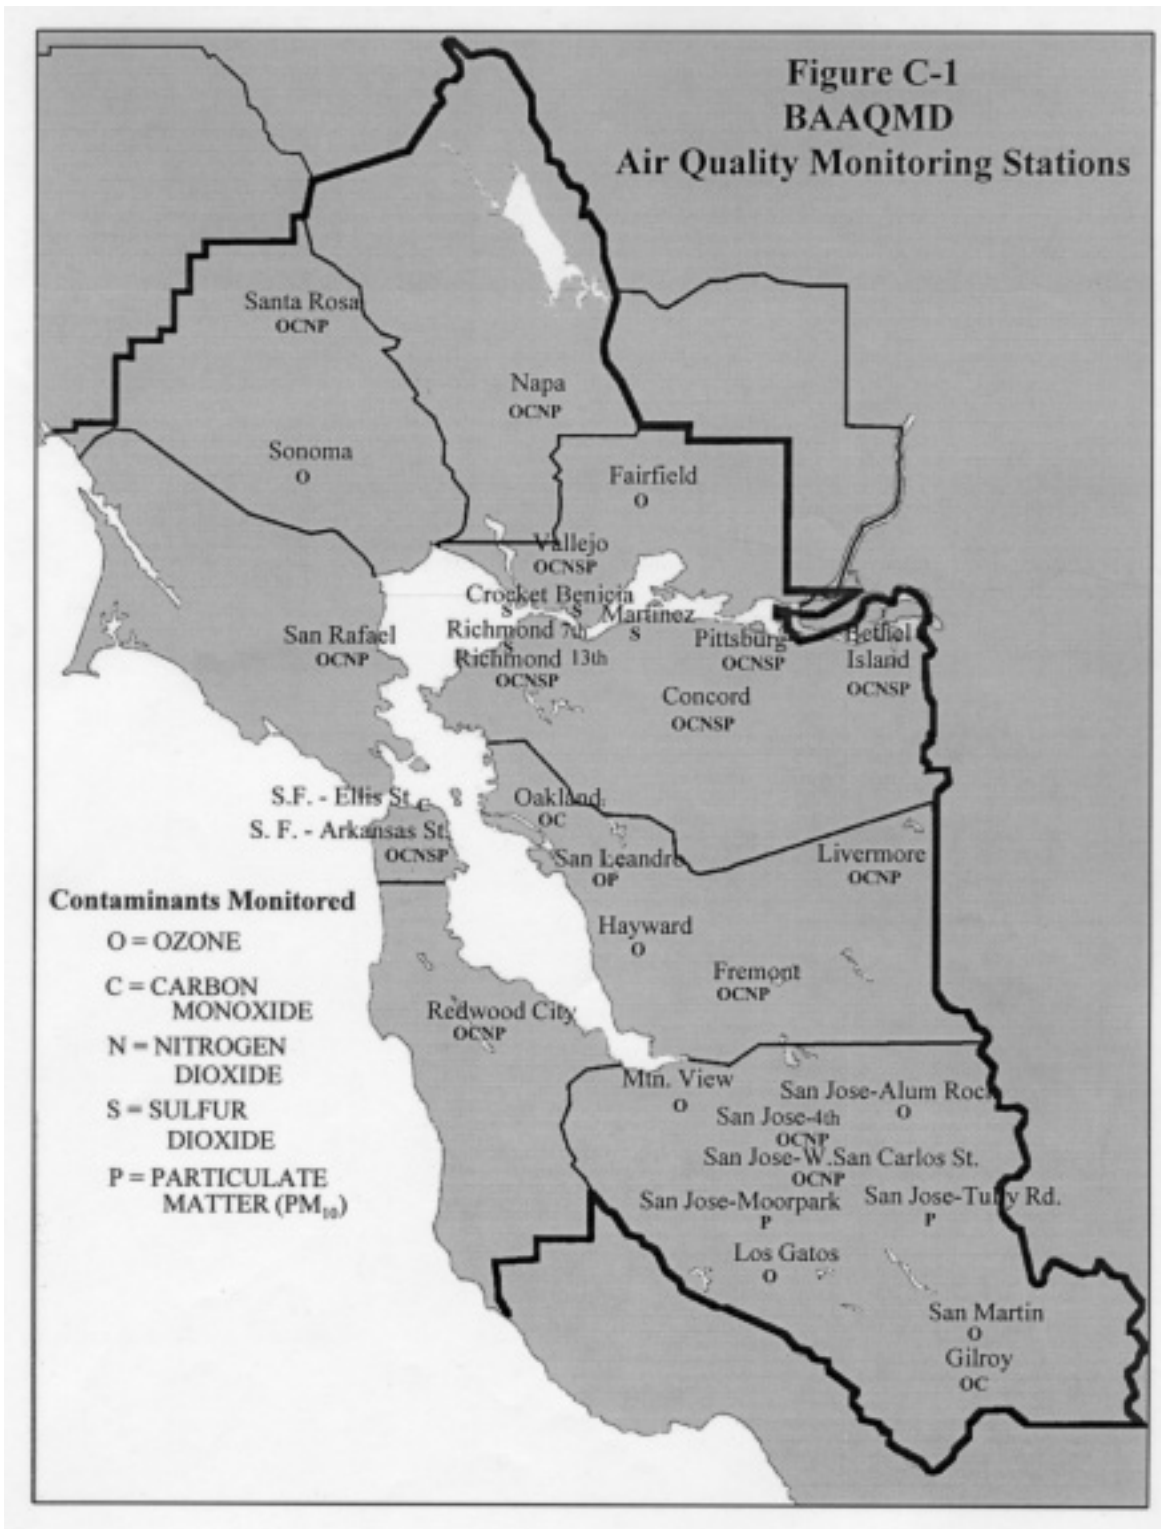 Figure C-1
BAAQMD
Air Quality Monitoring Stations
Santa Rosa
OCNP
Napa
OCNP
Sonoma
O
Fairfield
O
Vallejo
OCNSP
Crocket Benicia
S S
Martinez
S
Richmond 7th
S
Richmond 13th
OCNSP
San Rafael
OCNP
Pittsburg
OCNSP
Bethel
Island
OCNSP
Concord
OCNSP
S.F. - Ellis St
C
S. F. - Arkansas St.
OCNSP
Oakland
OC
San Leandro
OP
Livermore
OCNP
Hayward
O
Fremont
OCNP
Redwood City
OCNP
Contaminants Monitored
O = OZONE
C = CARBON
MONOXIDE
N = NITROGEN
DIOXIDE
S = SULFUR
DIOXIDE
P = PARTICULATE
MATTER (PM10)
Mtn. View
O
San Jose-Alum Rock
O
San Jose-4th
OCNP
San Jose-W.San Carlos St.
OCNP
San Jose-Moorpark
P
San Jose-Tully Rd.
P
Los Gatos
O
San Martin
O
Gilroy
OC